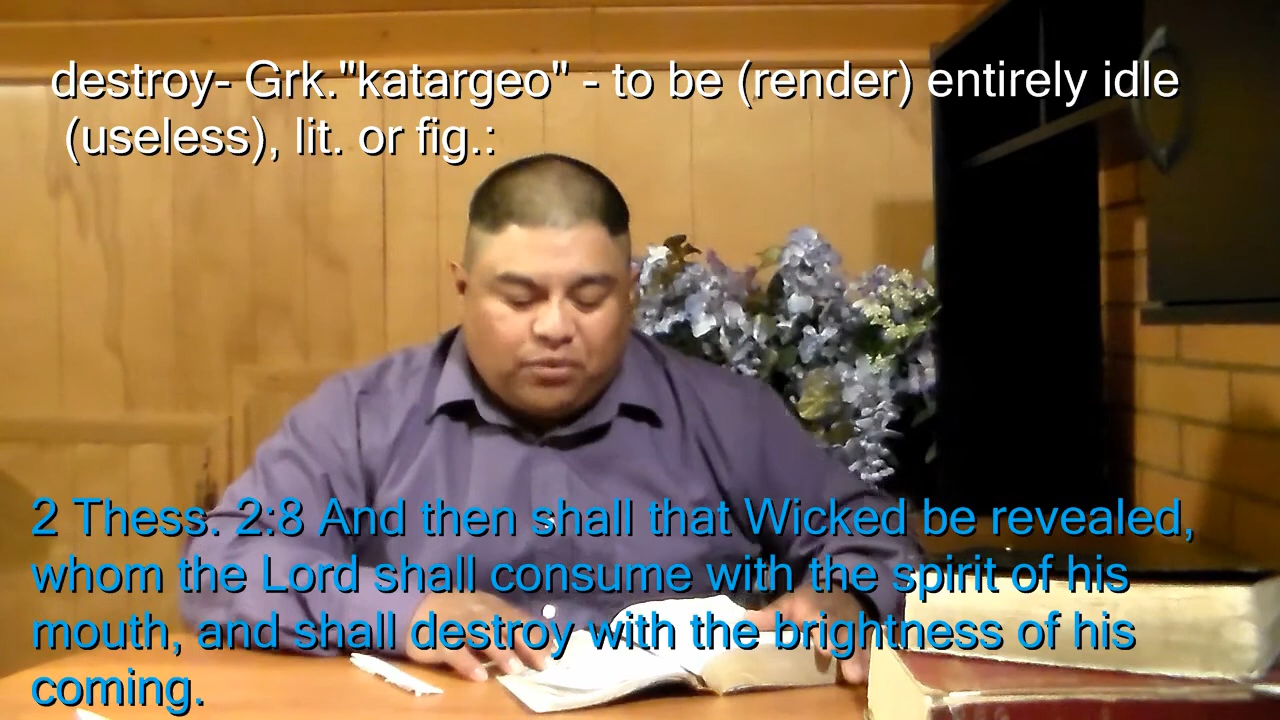 destroy- Grk."katargeo" - to be (render) entirely idle
(useless), lit. or fig.:
2 Thess. 2:8 And then shall that Wicked be revealed,
whom the Lord shall consume with the spirit of his
mouth, and shall destroy with the brightness of his
coming.